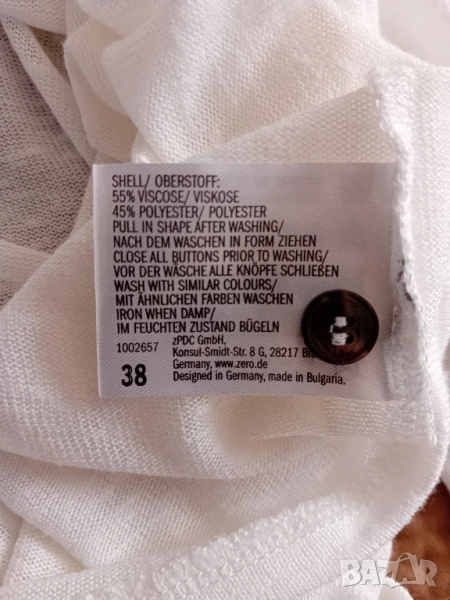 SHELL/ OBERSTOFF:
55% VISCOSE/ VISKOSE
45% POLYESTER/ POLYESTER
PULL IN SHAPE AFTER WASHING/
NACH DEM WASCHEN IN FORM ZIEHEN
CLOSE ALL BUTTONS PRIOR TO WASHING/
VOR DER WÄSCHE ALLE KNÖPFE SCHLIEẞEN
WASH WITH SIMILAR COLOURS/
MIT ÄHNLICHEN FARBEN WASCHEN
IRON WHEN DAMP/
IM FEUCHTEN ZUSTAND BÜGELN
1002657 zPDC GmbH,
Konsul-Smidt-Str. 8 G, 28217
Germany, www.zero.de
38 Designed in Germany, made in Bulgaria.
BAZAR